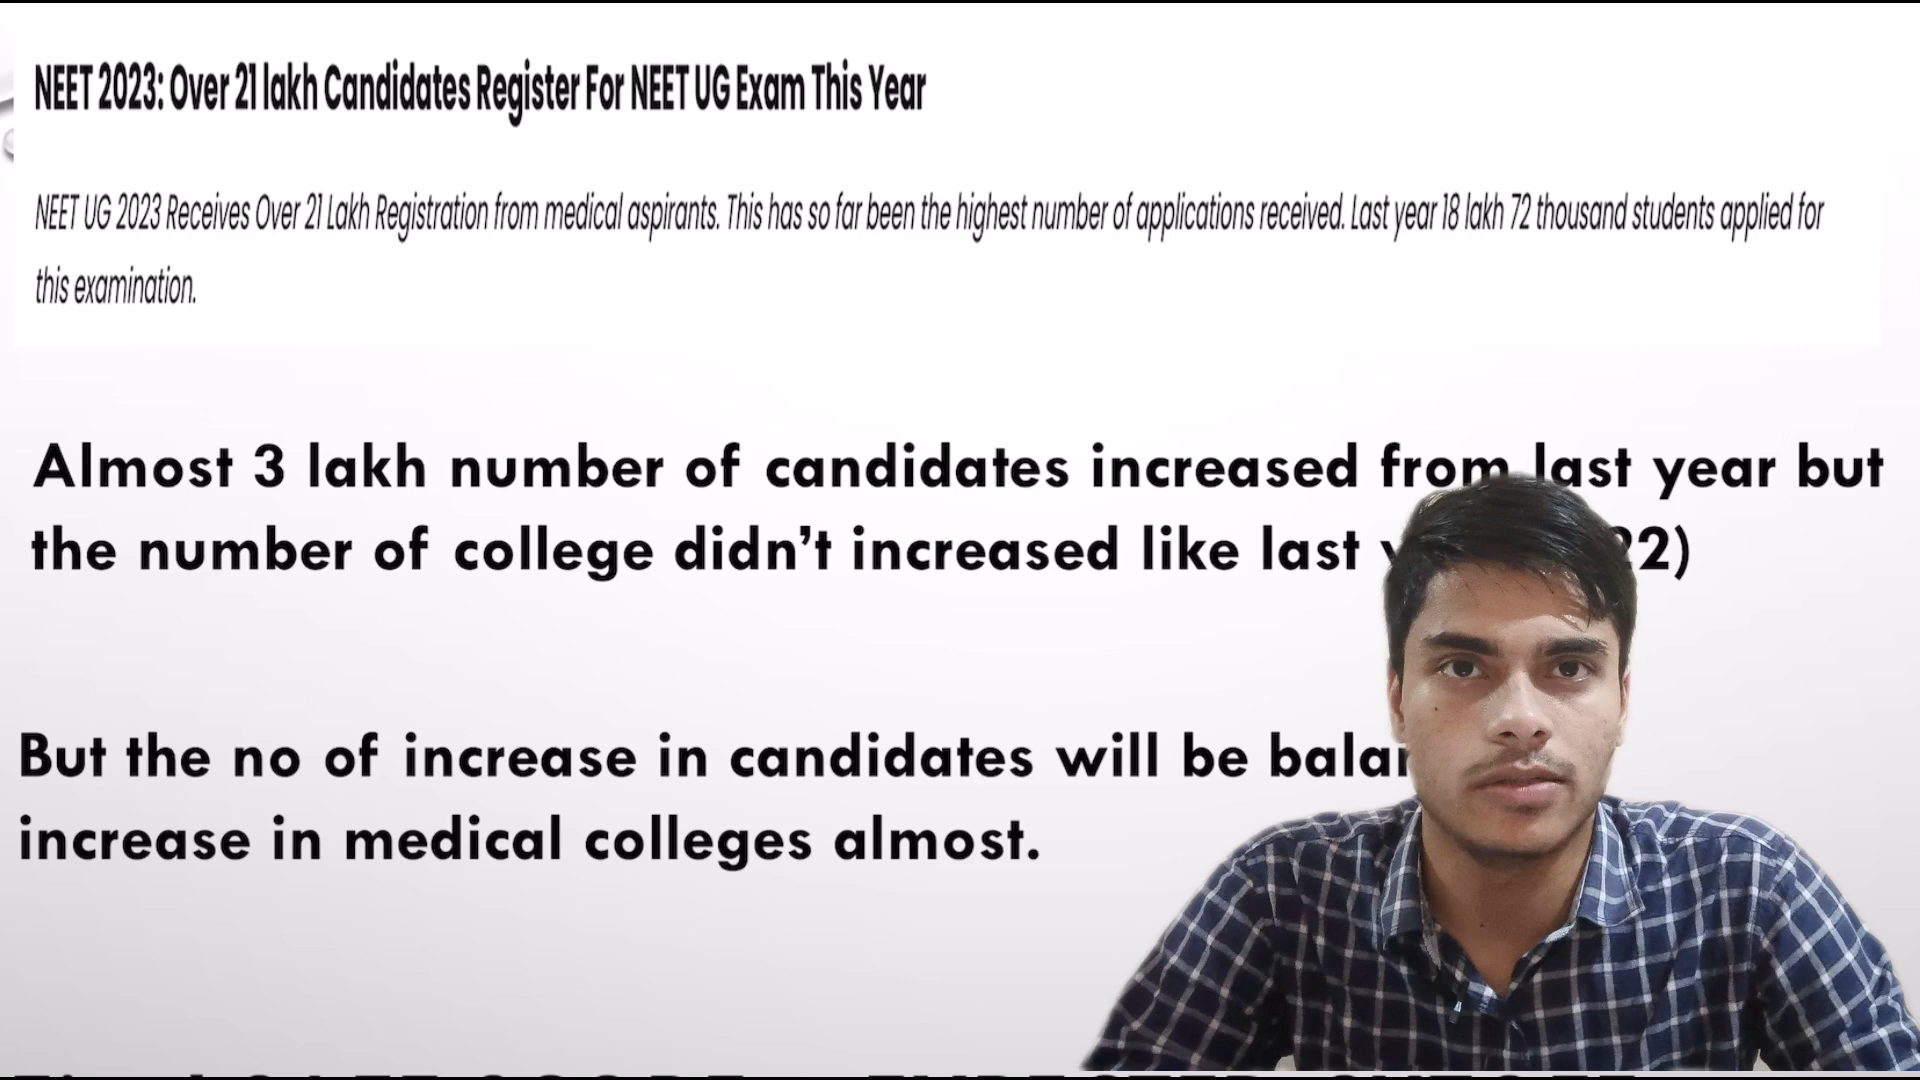 NEET 2023: Over 21 lakh Candidates Register For NEET UG Exam This Year
NEET UG 2023 Receives Over 21 Lakh Registration from medical aspirants. This has so far been the highest number of applications received. Last year 18 lakh 72 thousand students applied for
this examination.
Almost 3 lakh number of candidates increased from last year but
the number of college didn’t increased like last
But the no of increase in candidates will be
increase in medical colleges almost.